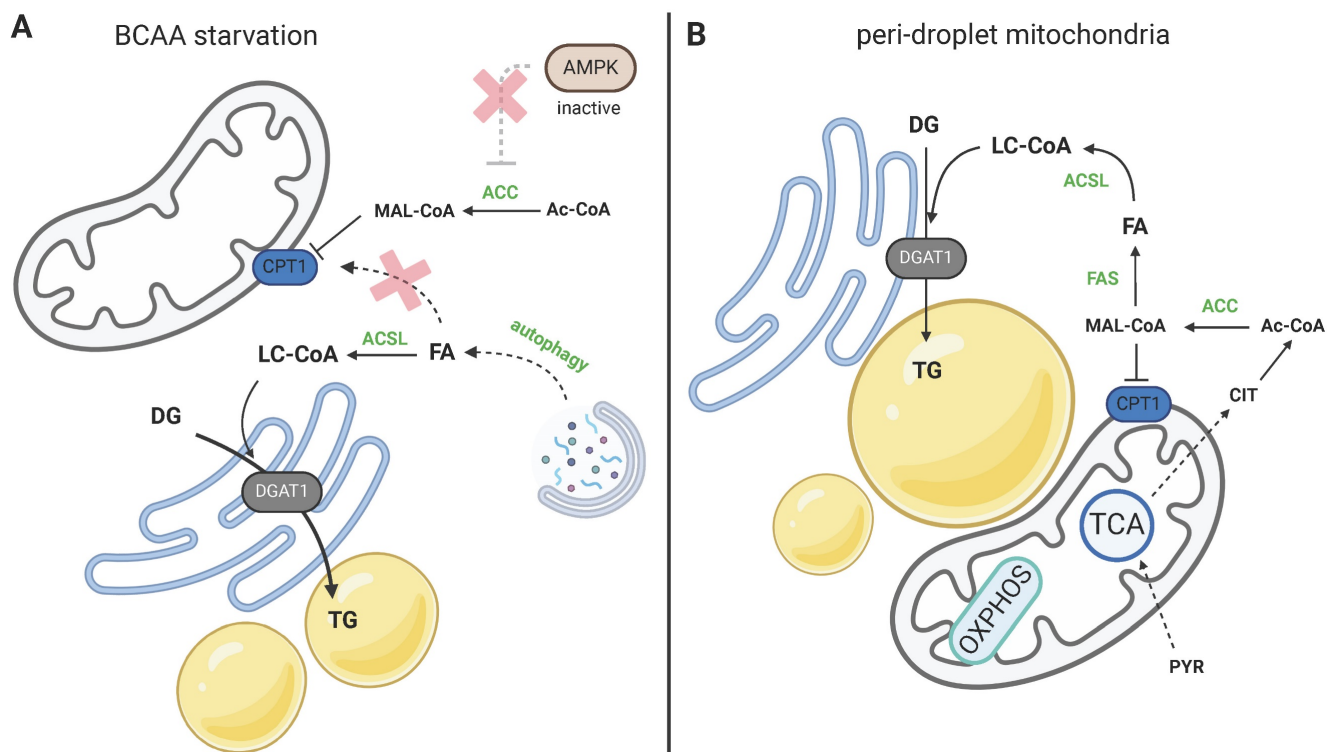 A
BCAA starvation
AMPK
inactive
ACC
MAL-CoA
Ac-CoA
CPT1
autophagy
ACSL
LC-CoA
FA
DG
DGAT1
TG
B
peri-droplet mitochondria
DG
LC-CoA
ACSL
FA
DGAT1
FAS
ACC
MAL-CoA
Ac-CoA
TG
CPT1
CIT
TCA
OXPHOS
PYR